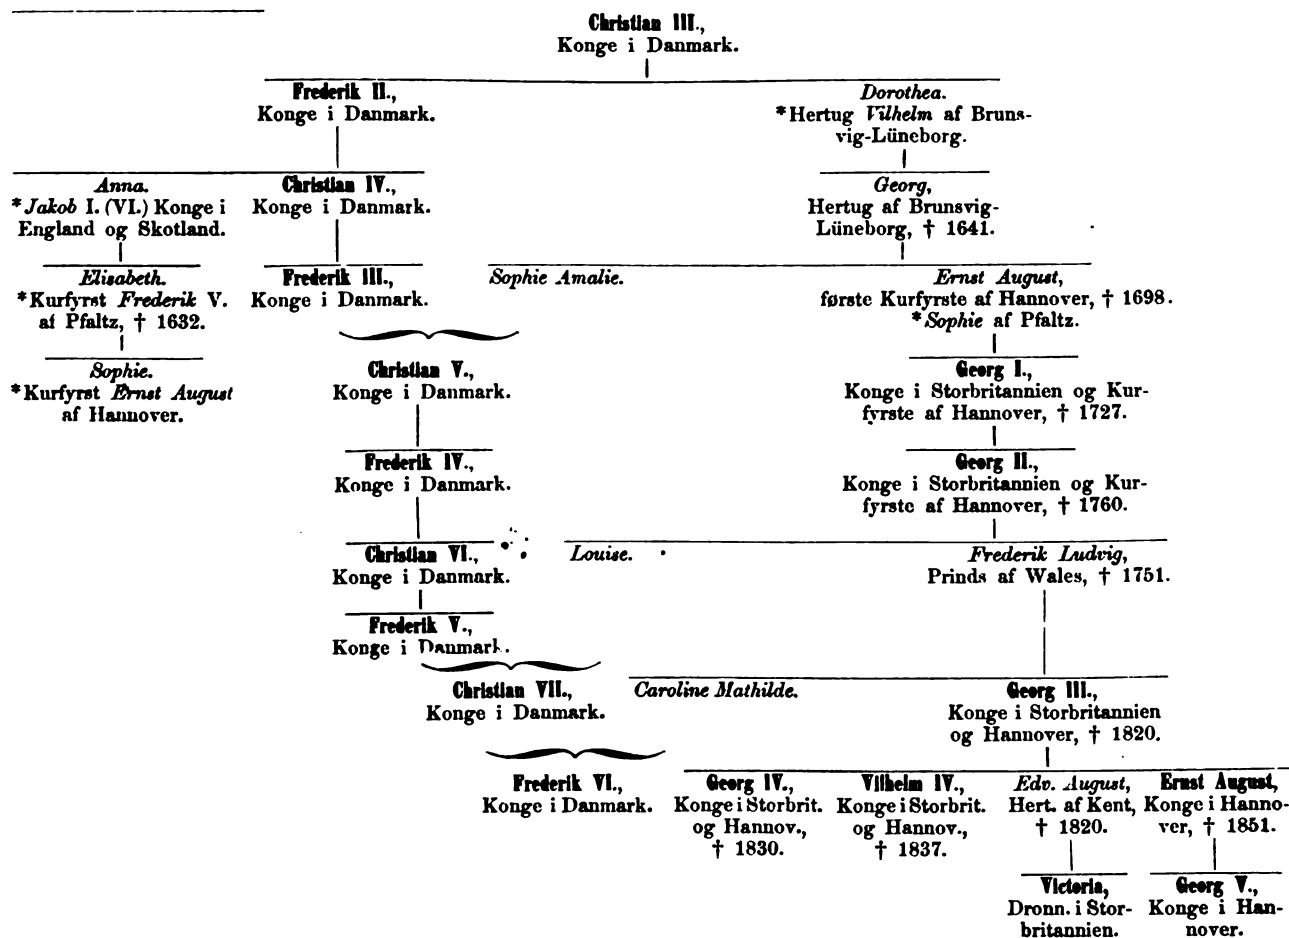 Christian III.,
Konge i Danmark.
Frederik II.,
Konge i Danmark.
Dorothea.
*Hertug Vilhelm af Bruns-
vig-Lüneborg.
Anna.
*Jakob I. (VI.) Konge i
England og Skotland.
Christian IV.,
Konge i Danmark.
Georg,
Hertug af Brunsvig-
Lüneborg, † 1641.
Elisabeth.
*Kurfyrst Frederik V.
af Pfaltz, † 1632.
Frederik III.,
Konge i Danmark.
Sophie Amalie.
Ernst August,
første Kurfyrste af Hannover, † 1698.
*Sophie af Pfaltz.
Sophie.
*Kurfyrst Ernst August
af Hannover.
Christian V.,
Konge i Danmark.
Georg I.,
Konge i Storbritannien og Kur-
fyrste af Hannover, † 1727.
Frederik IV.,
Konge i Danmark.
Georg II.,
Konge i Storbritannien og Kur-
fyrste af Hannover, † 1760.
Christian VI.,
Konge i Danmark.
Louise.
Frederik Ludvig,
Prinds af Wales, † 1751.
Frederik V.,
Konge i Danmark.
Christian VII.,
Konge i Danmark.
Caroline Mathilde.
Georg III.,
Konge i Storbritannien
og Hannover, † 1820.
Frederik VI.,
Konge i Danmark.
Georg IV.,
Konge i Storbrit.
og Hannov.,
† 1830.
Vilhelm IV.,
Konge i Storbrit.
og Hannov.,
† 1837.
Edv. August,
Hert. af Kent,
† 1820.
Ernst August,
Konge i Hanno-
ver, † 1851.
Victoria,
Dronn. i Stor-
britannien.
Georg V.,
Konge i Han-
nover.